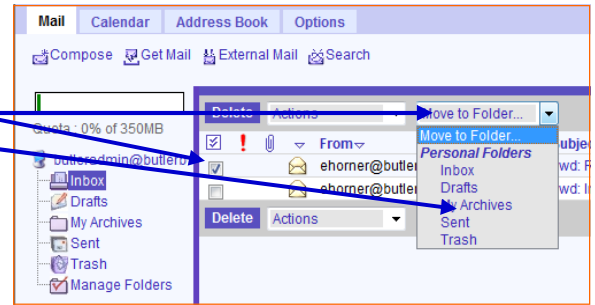 Mail Calendar Address Book Options
Compose Get Mail External Mail Search
Delete Actions Move to Folder...
Quota : 0% of 350MB
From
Move to Folder...
Personal Folders
Inbox
Drafts
My Archives
Sent
Trash
ehorner@butler
wd: R
ehorner@butler
wd: In
Delete Actions
butleradmin@butlerb
Inbox
Drafts
My Archives
Sent
Trash
Manage Folders